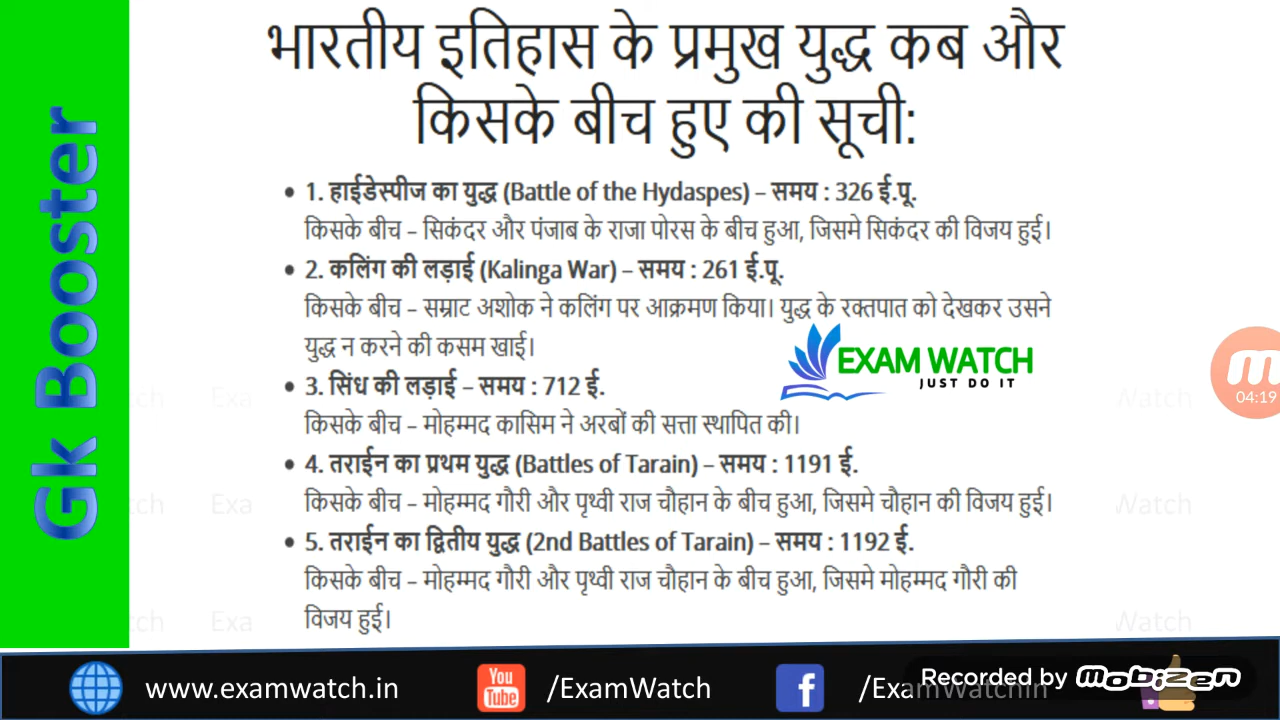 भारतीय इतिहास के प्रमुख युद्ध कब और
किसके बीच हुए की सूची:
Gk Booster
1. हाईडेस्पीज का युद्ध (Battle of the Hydaspes) – समय : 326 ई.पू.
किसके बीच – सिकंदर और पंजाब के राजा पोरस के बीच हुआ, जिसमे सिकंदर की विजय हुई।
2. कलिंग की लड़ाई (Kalinga War) – समय : 261 ई.पू.
किसके बीच – सम्राट अशोक ने कलिंग पर आक्रमण किया। युद्ध के रक्तपात को देखकर उसने
युद्ध न करने की कसम खाई।
EXAM WATCH
JUST DO IT
04:19
3. सिंध की लड़ाई – समय : 712 ई.
किसके बीच – मोहम्मद कासिम ने अरबों की सत्ता स्थापित की।
4. तराईन का प्रथम युद्ध (Battles of Tarain) – समय : 1191 ई.
किसके बीच – मोहम्मद गौरी और पृथ्वी राज चौहान के बीच हुआ, जिसमे चौहान की विजय हुई।
5. तराईन का द्वितीय युद्ध (2nd Battles of Tarain) – समय : 1192 ई.
किसके बीच – मोहम्मद गौरी और पृथ्वी राज चौहान के बीच हुआ, जिसमे मोहम्मद गौरी की
विजय हुई।
www.examwatch.in
You Tube /ExamWatch
f /ExamWatchin
Recorded by mobizen